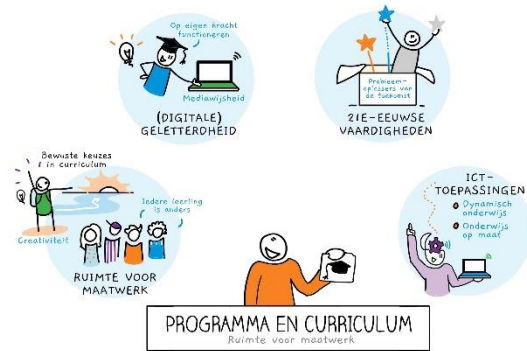 Op eigen kracht
functioneren
Mediawijsheid
(DIGITALE)
GELETTERDHEID
Probleem-
oplossers van
de toekomst
21E-EEUWSE
VAARDIGHEDEN
Bewuste keuzes
in curriculum
Creativiteit
Iedere leerling
is anders
RUIMTE VOOR
MAATWERK
ICT-
TOEPASSINGEN
Dynamisch
onderwijs
Onderwijs
op maat
PROGRAMMA EN CURRICULUM
Ruimte voor maatwerk